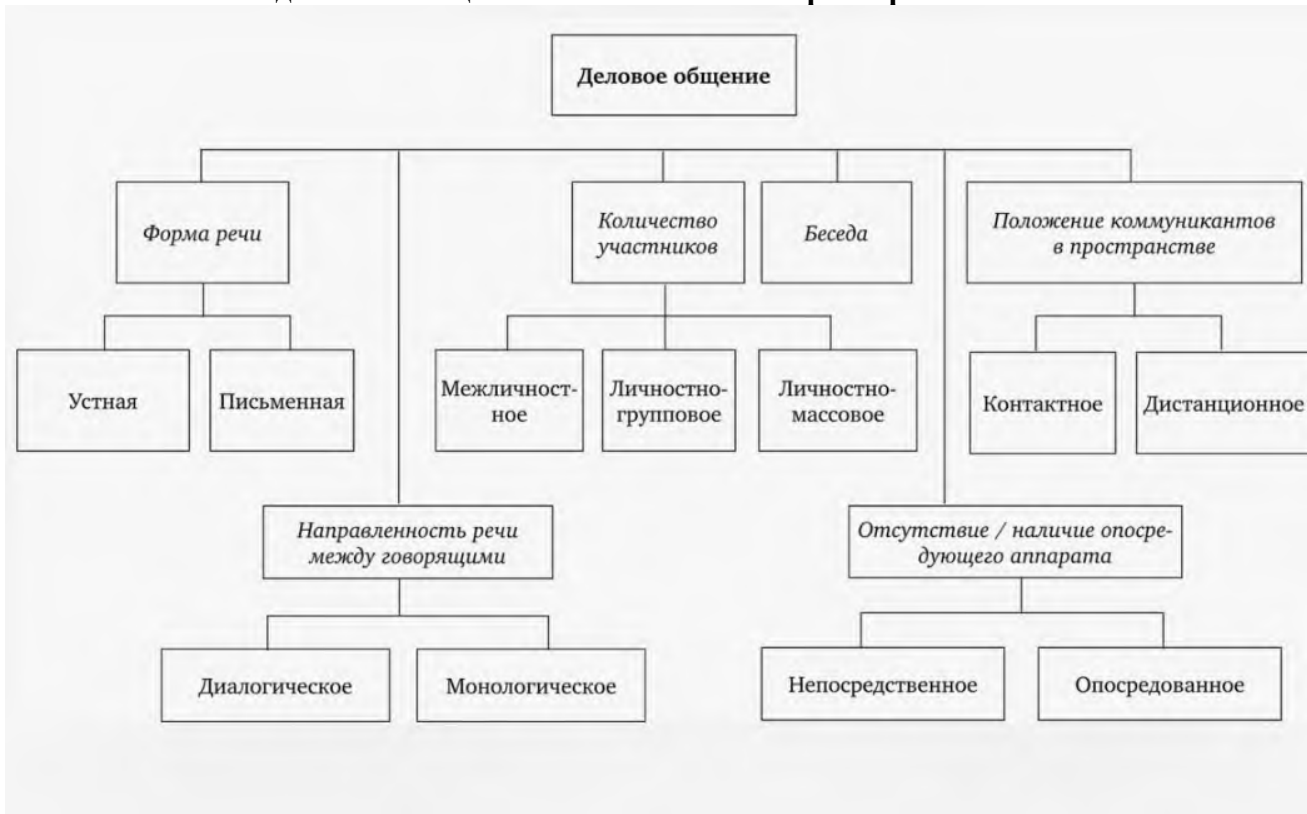 Деловое общение
Форма речи
Количество
участников
Беседа
Положение коммуникантов
в пространстве
Устная
Письменная
Межличност-
ное
Личностно-
групповое
Личностно-
массовое
Контактное
Дистанционное
Направленность речи
между говорящими
Отсутствие / наличие опосре-
дующего аппарата
Диалогическое
Монологическое
Непосредственное
Опосредованное